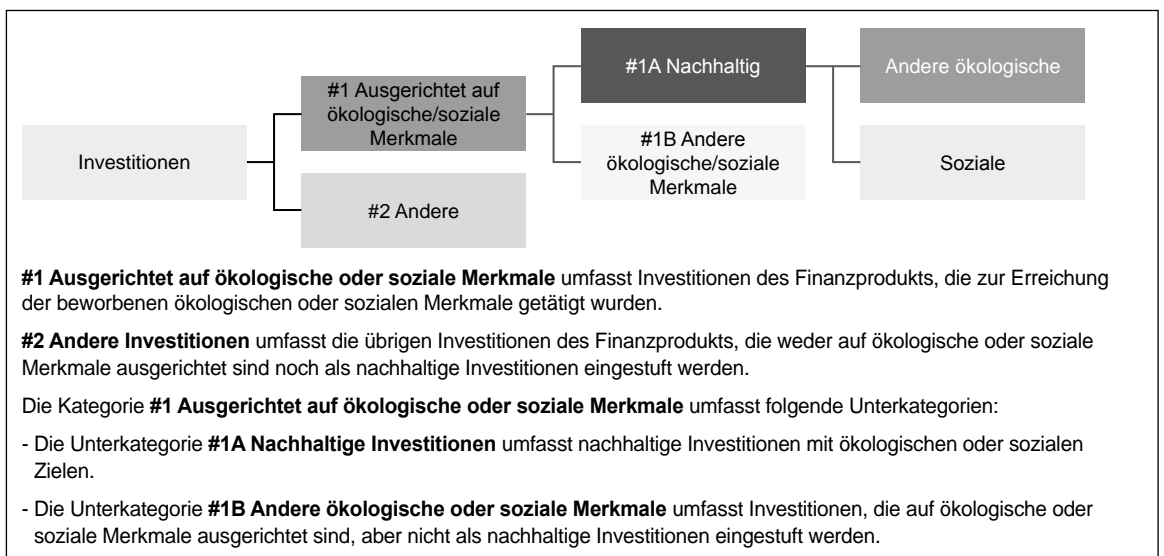 Investitionen
#1 Ausgerichtet auf
ökologische/soziale
Merkmale
#2 Andere
#1A Nachhaltig
#1B Andere
ökologische/soziale
Merkmale
Andere ökologische
Soziale
#1 Ausgerichtet auf ökologische oder soziale Merkmale umfasst Investitionen des Finanzprodukts, die zur Erreichung
der beworbenen ökologischen oder sozialen Merkmale getätigt wurden.
#2 Andere Investitionen umfasst die übrigen Investitionen des Finanzprodukts, die weder auf ökologische oder soziale
Merkmale ausgerichtet sind noch als nachhaltige Investitionen eingestuft werden.
Die Kategorie #1 Ausgerichtet auf ökologische oder soziale Merkmale umfasst folgende Unterkategorien:
- Die Unterkategorie #1A Nachhaltige Investitionen umfasst nachhaltige Investitionen mit ökologischen oder sozialen
Zielen.
- Die Unterkategorie #1B Andere ökologische oder soziale Merkmale umfasst Investitionen, die auf ökologische oder
soziale Merkmale ausgerichtet sind, aber nicht als nachhaltige Investitionen eingestuft werden.